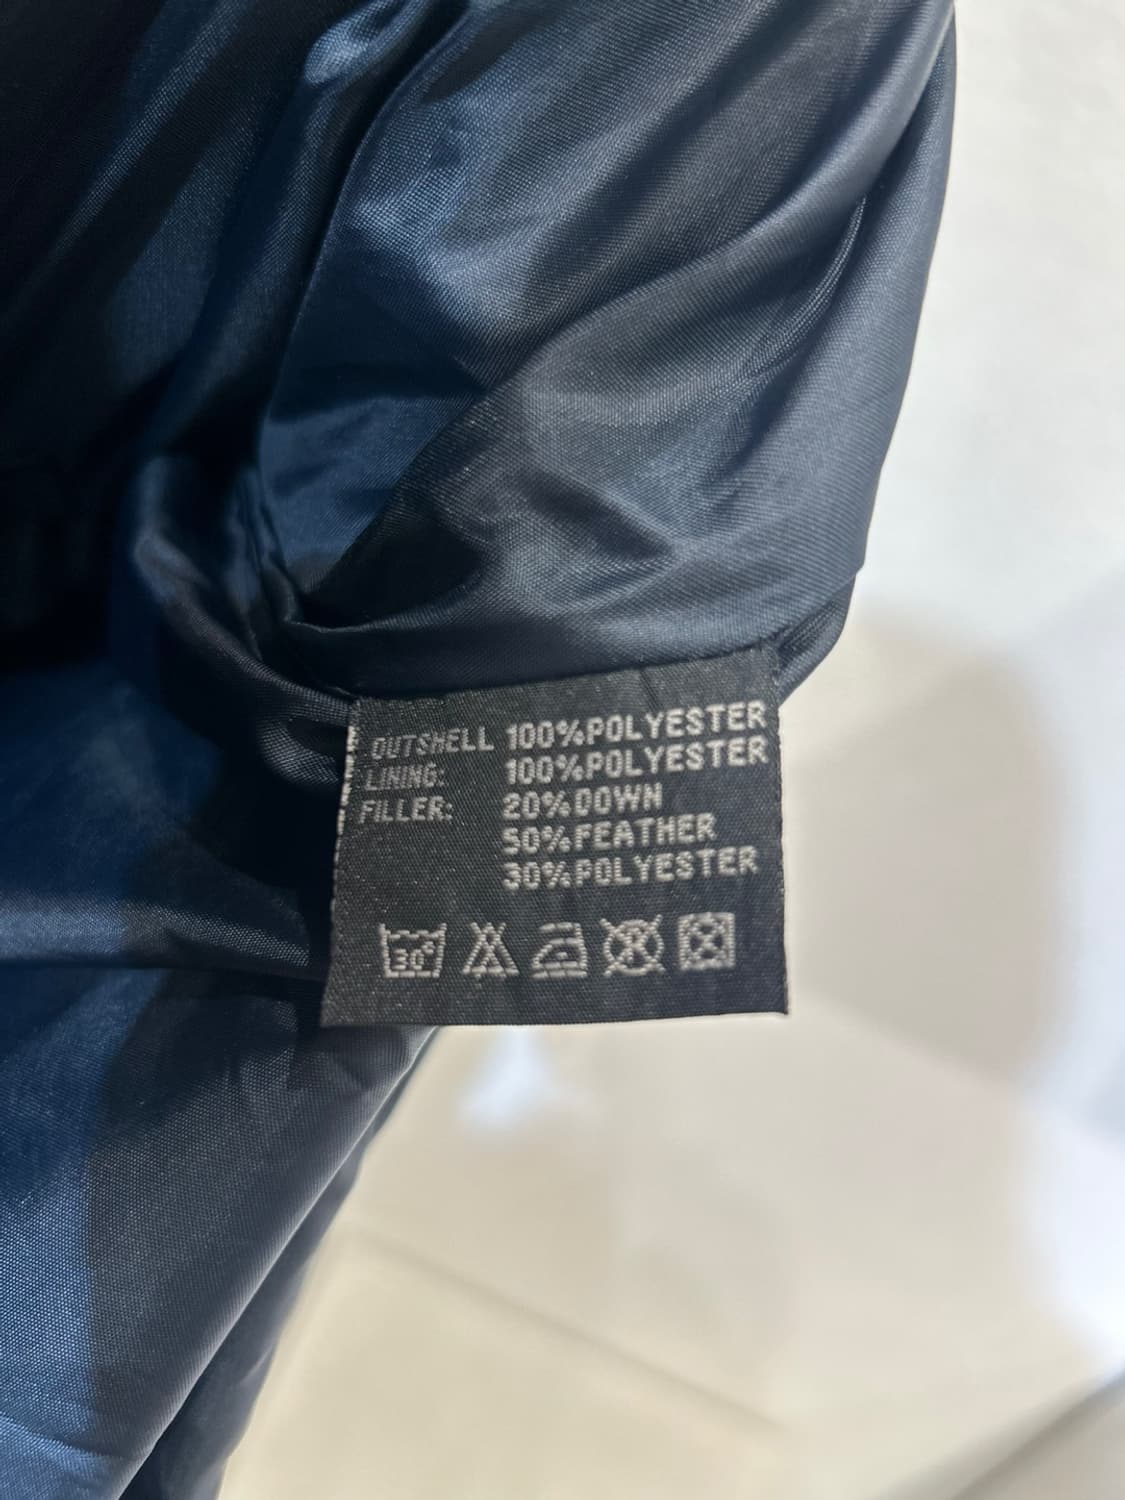 OUTSHELL 100%POLYESTER
LINING: 100%POLYESTER
FILLER: 20%DOWN
50%FEATHER
30%POLYESTER
30°